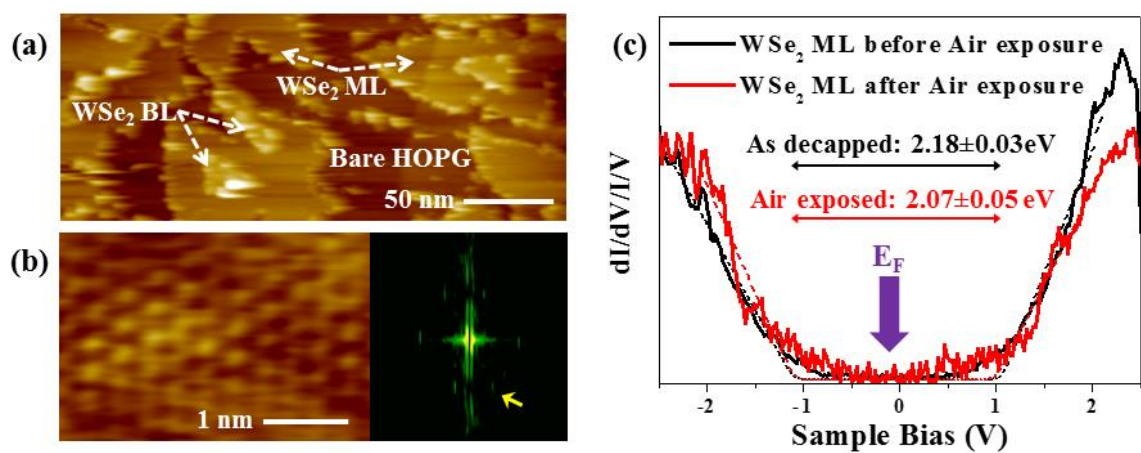 (a)
WSe₂ ML
WSe₂ BL
Bare HOPG
50 nm
(b)
1 nm
(c)
WSe₂ ML before Air exposure
WSe₂ ML after Air exposure
As decapped: 2.18±0.03eV
Air exposed: 2.07±0.05 eV
E_F
dI/dV/I/V
-2 -1 0 1 2
Sample Bias (V)